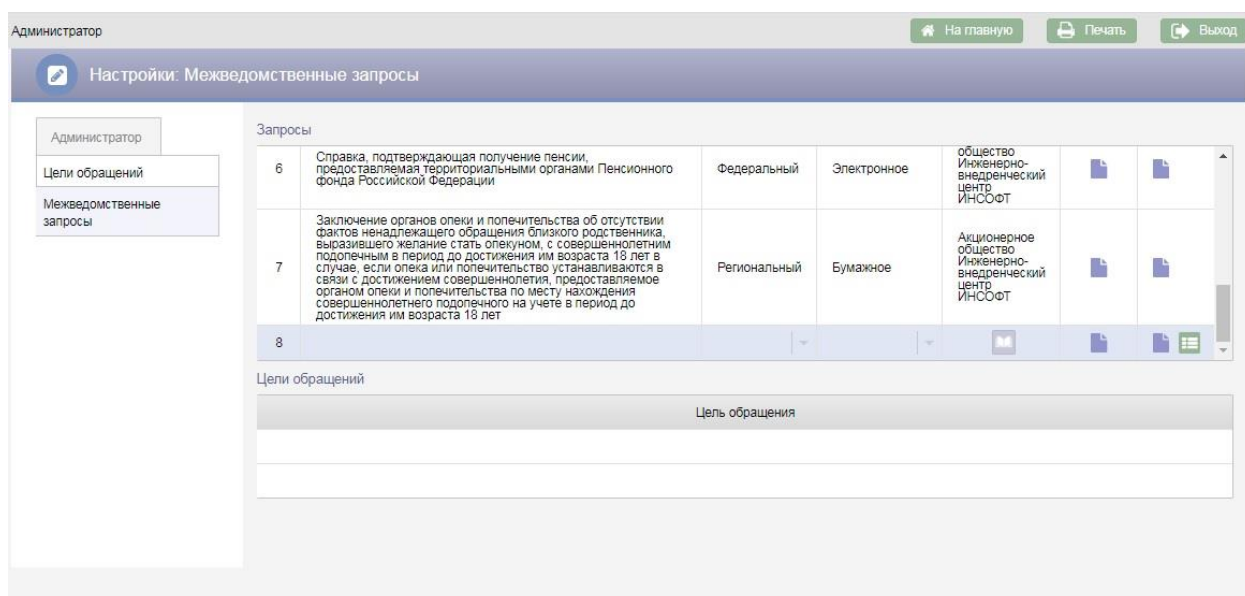 Администратор
На главную
Печать
Выход
Настройки: Межведомственные запросы
Администратор
Цели обращений
Межведомственные
запросы
Запросы
6
Справка, подтверждающая получение пенсии,
предоставляемая территориальными органами Пенсионного
фонда Российской Федерации
Федеральный
Электронное
общество
Инженерно-
внедренческий
центр
ИНСОФТ
7
Заключение органов опеки и попечительства об отсутствии
фактов ненадлежащего обращения близкого родственника,
выразившего желание стать опекуном, с совершеннолетним
подопечным в период до достижения им возраста 18 лет в
случае, если опека или попечительство устанавливаются в
связи с достижением совершеннолетия, предоставляемое
органом опеки и попечительства по месту нахождения
совершеннолетнего подопечного на учете в период до
достижения им возраста 18 лет
Региональный
Бумажное
Акционерное
общество
Инженерно-
внедренческий
центр
ИНСОФТ
8
Цели обращений
Цель обращения